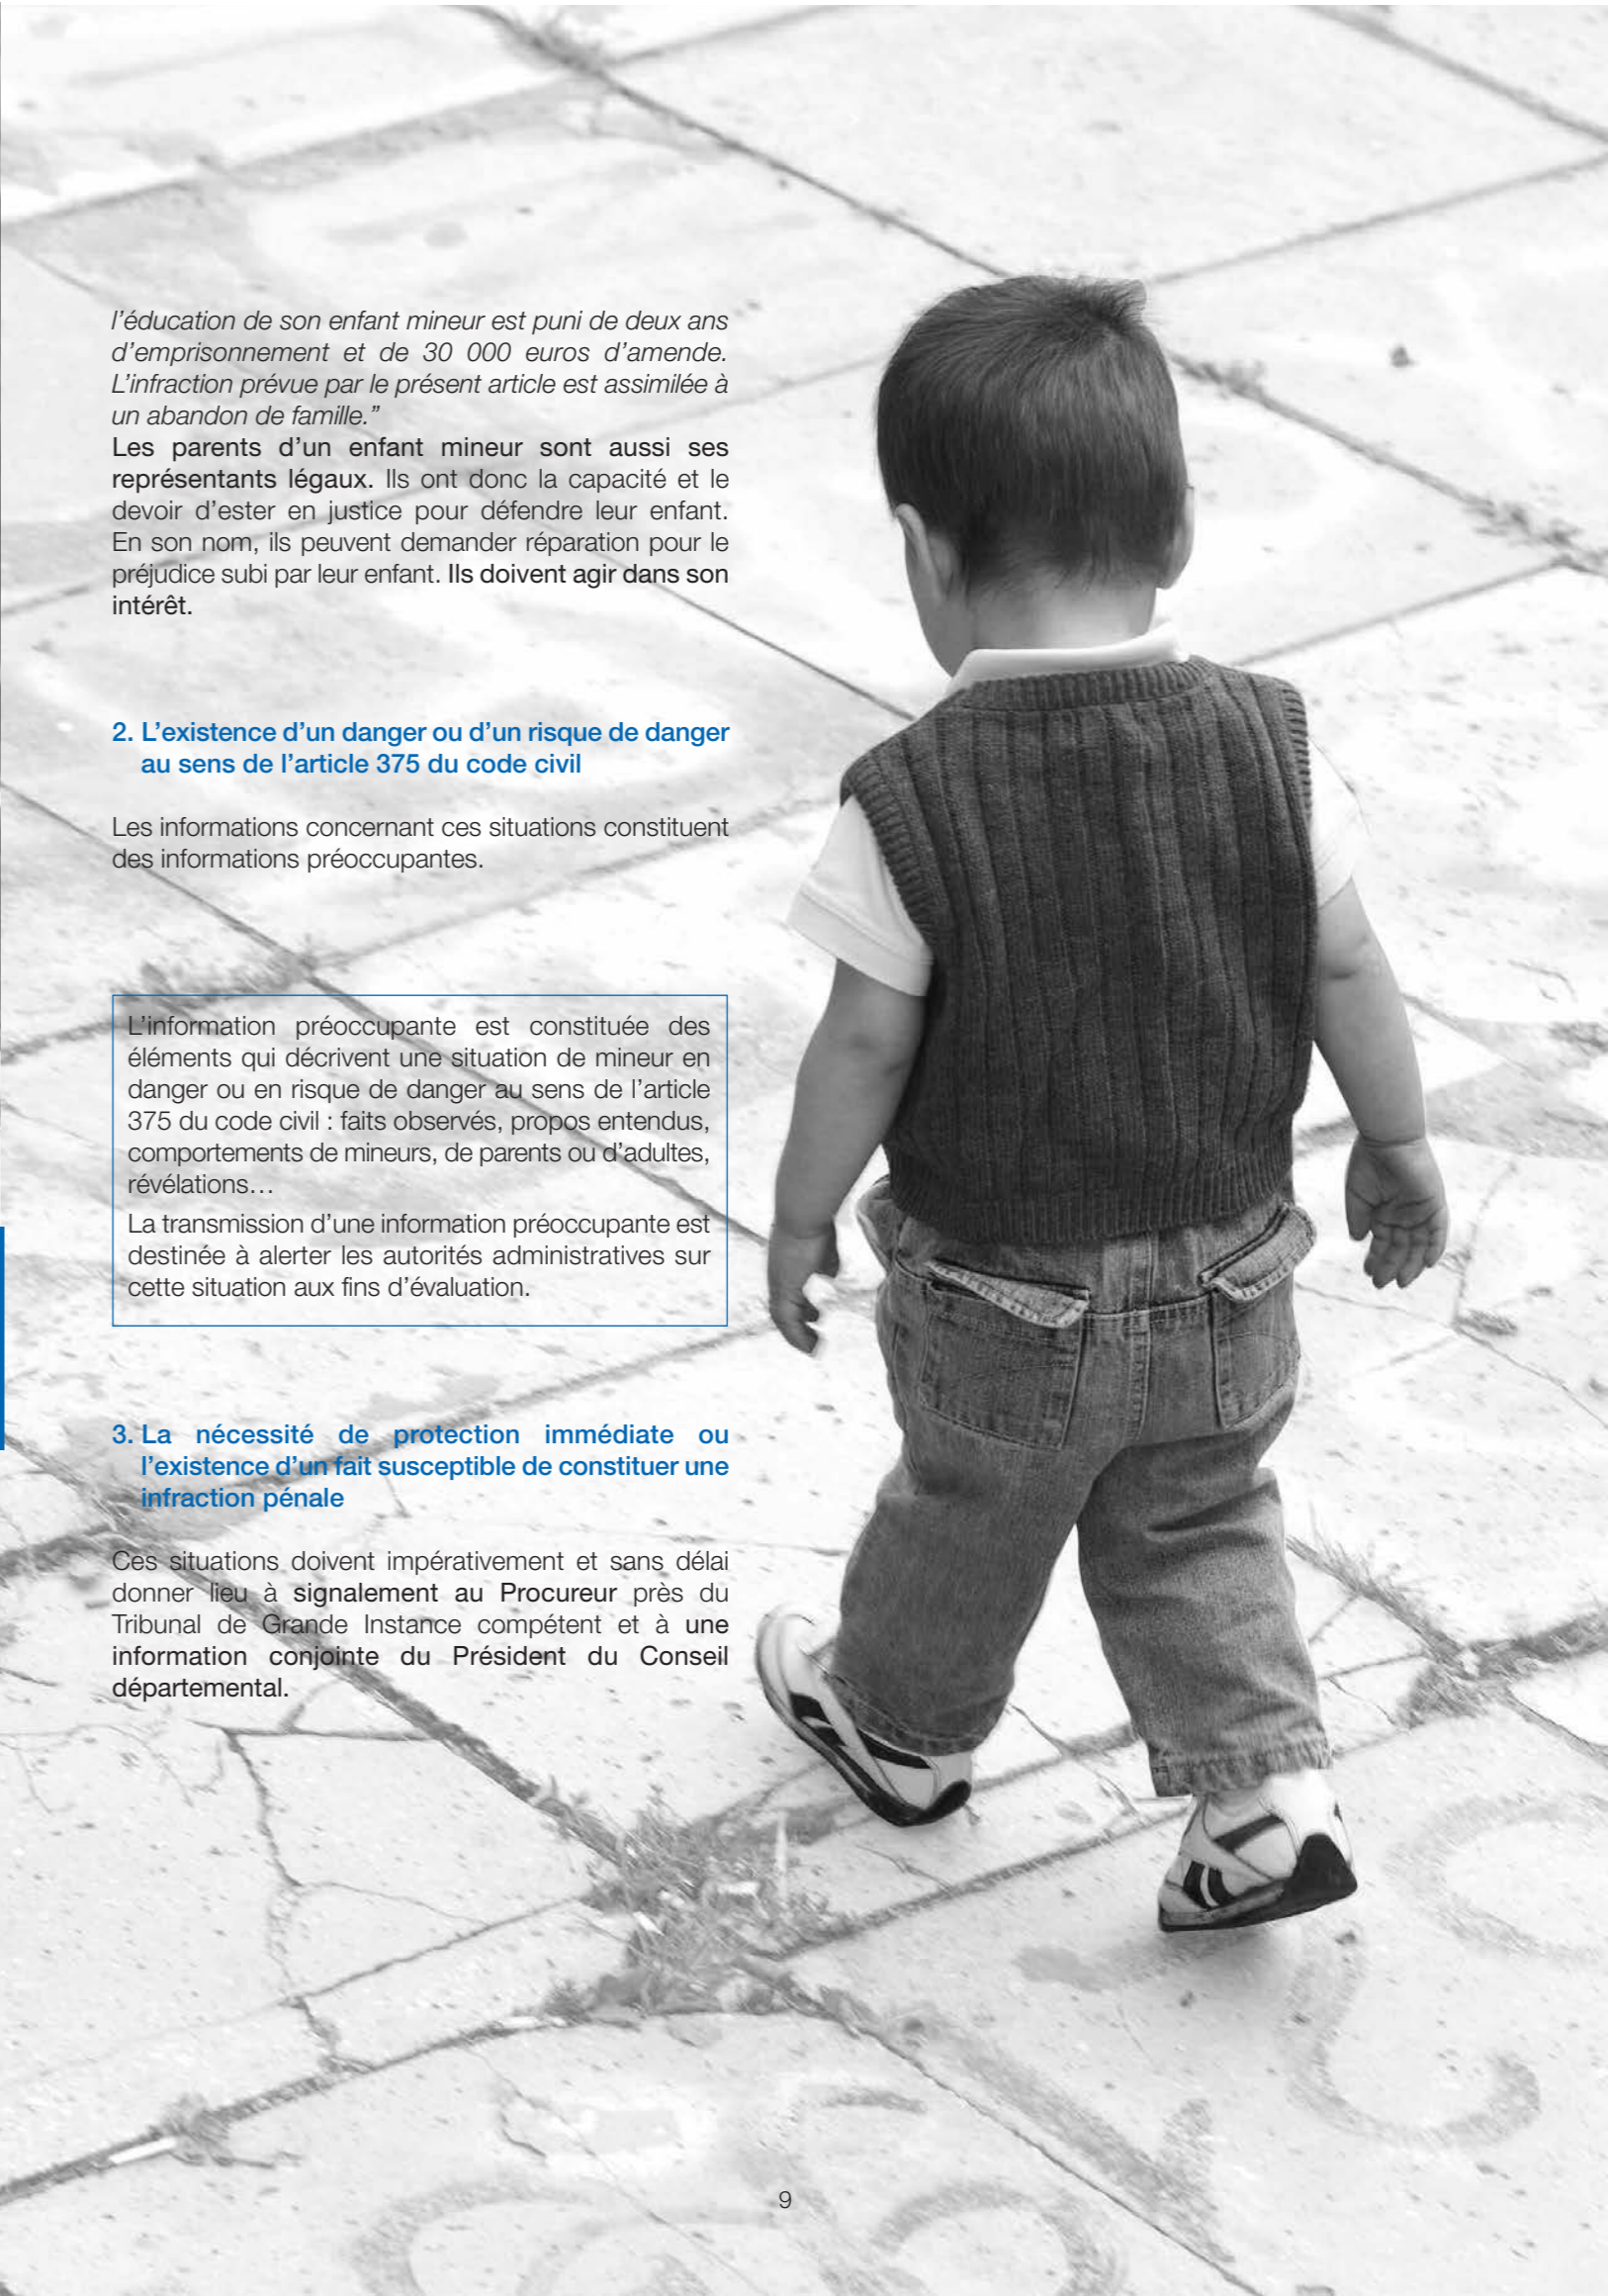 l’éducation de son enfant mineur est puni de deux ans
d’emprisonnement et de 30 000 euros d’amende.
L’infraction prévue par le présent article est assimilée à
un abandon de famille.”
Les parents d’un enfant mineur sont aussi ses
représentants légaux. Ils ont donc la capacité et le
devoir d’ester en justice pour défendre leur enfant.
En son nom, ils peuvent demander réparation pour le
préjudice subi par leur enfant. Ils doivent agir dans son
intérêt.
2. L’existence d’un danger ou d’un risque de danger
au sens de l’article 375 du code civil
Les informations concernant ces situations constituent
des informations préoccupantes.
L’information préoccupante est constituée des
éléments qui décrivent une situation de mineur en
danger ou en risque de danger au sens de l’article
375 du code civil : faits observés, propos entendus,
comportements de mineurs, de parents ou d’adultes,
révélations…
La transmission d’une information préoccupante est
destinée à alerter les autorités administratives sur
cette situation aux fins d’évaluation.
3. La nécessité de protection immédiate ou
l’existence d’un fait susceptible de constituer une
infraction pénale
Ces situations doivent impérativement et sans délai
donner lieu à signalement au Procureur près du
Tribunal de Grande Instance compétent et à une
information conjointe du Président du Conseil
départemental.
9